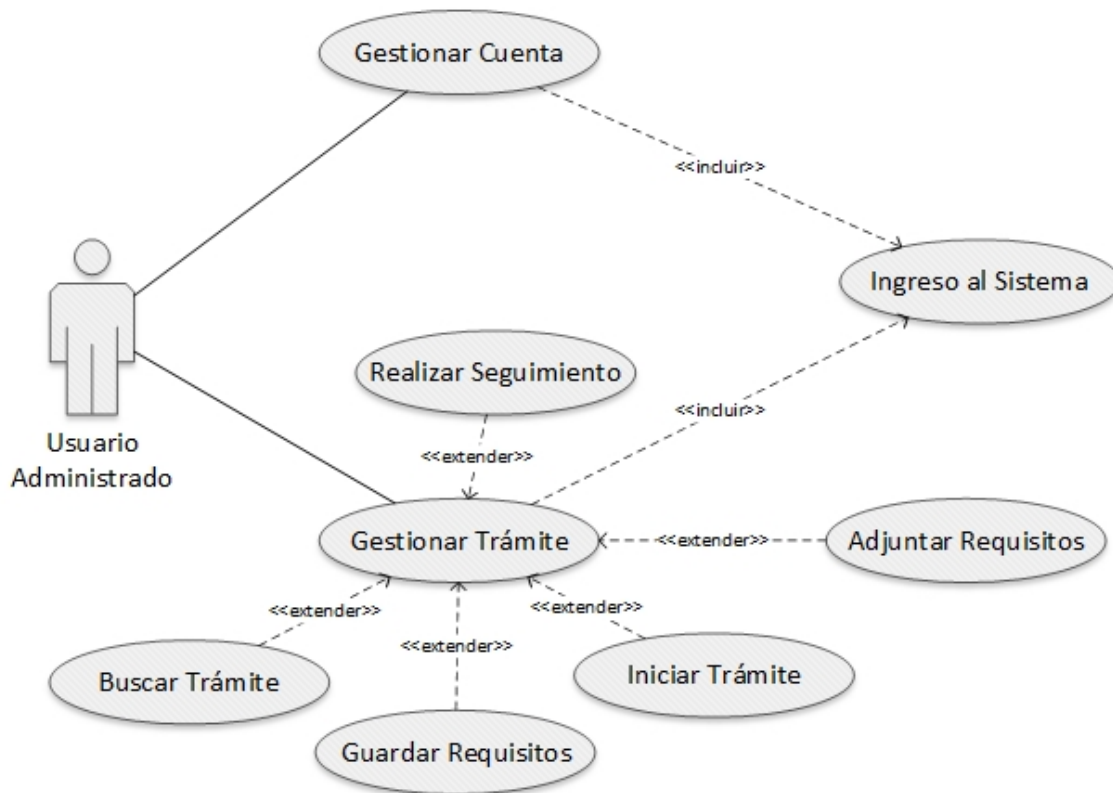 Gestionar Cuenta
<<incluir>>
Ingreso al Sistema
Realizar Seguimiento
<<incluir>>
Usuario
Administrado
<<extender>>
Gestionar Trámite
<<extender>>
Adjuntar Requisitos
<<extender>>
<<extender>>
<<extender>>
Buscar Trámite
Iniciar Trámite
Guardar Requisitos